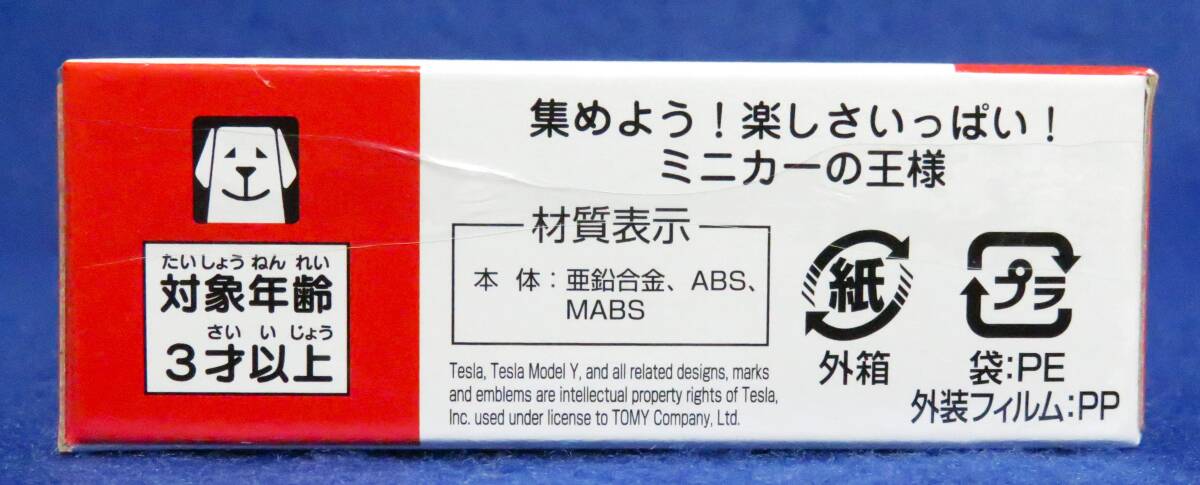 たいしょう ねん れい
対象年齢
さい い じょう
3才以上
集めよう！楽しさいっぱい！
ミニカーの王様
材質表示
本 体：亜鉛合金、ABS、
MABS
Tesla, Tesla Model Y, and all related designs, marks
and emblems are intellectual property rights of Tesla,
Inc. used under license to TOMY Company, Ltd.
紙
外箱
プラ
袋:PE
外装フィルム:PP